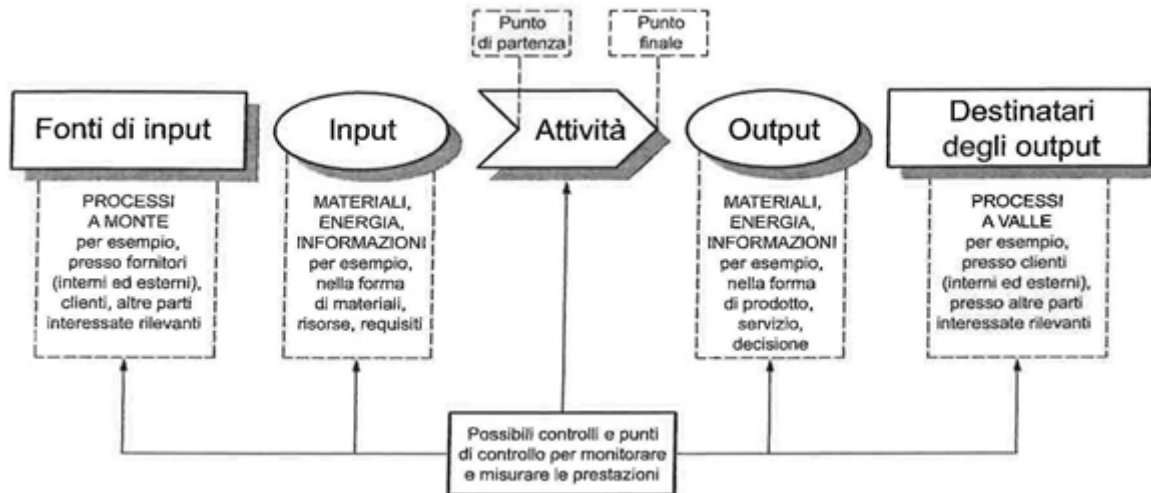 Punto
di partenza
Punto
finale
Fonti di input
Input
Attività
Output
Destinatari
degli output
PROCESSI
A MONTE
per esempio,
presso fornitori
(interni ed esterni),
clienti, altre parti
interessate rilevanti
MATERIALI,
ENERGIA,
INFORMAZIONI
per esempio,
nella forma
di materiali,
risorse, requisiti
MATERIALI,
ENERGIA,
INFORMAZIONI
per esempio,
nella forma
di prodotto,
servizio,
decisione
PROCESSI
A VALLE
per esempio,
presso clienti
(interni ed esterni),
presso altre parti
interessate rilevanti
Possibili controlli e punti
di controllo per monitorare
e misurare le prestazioni